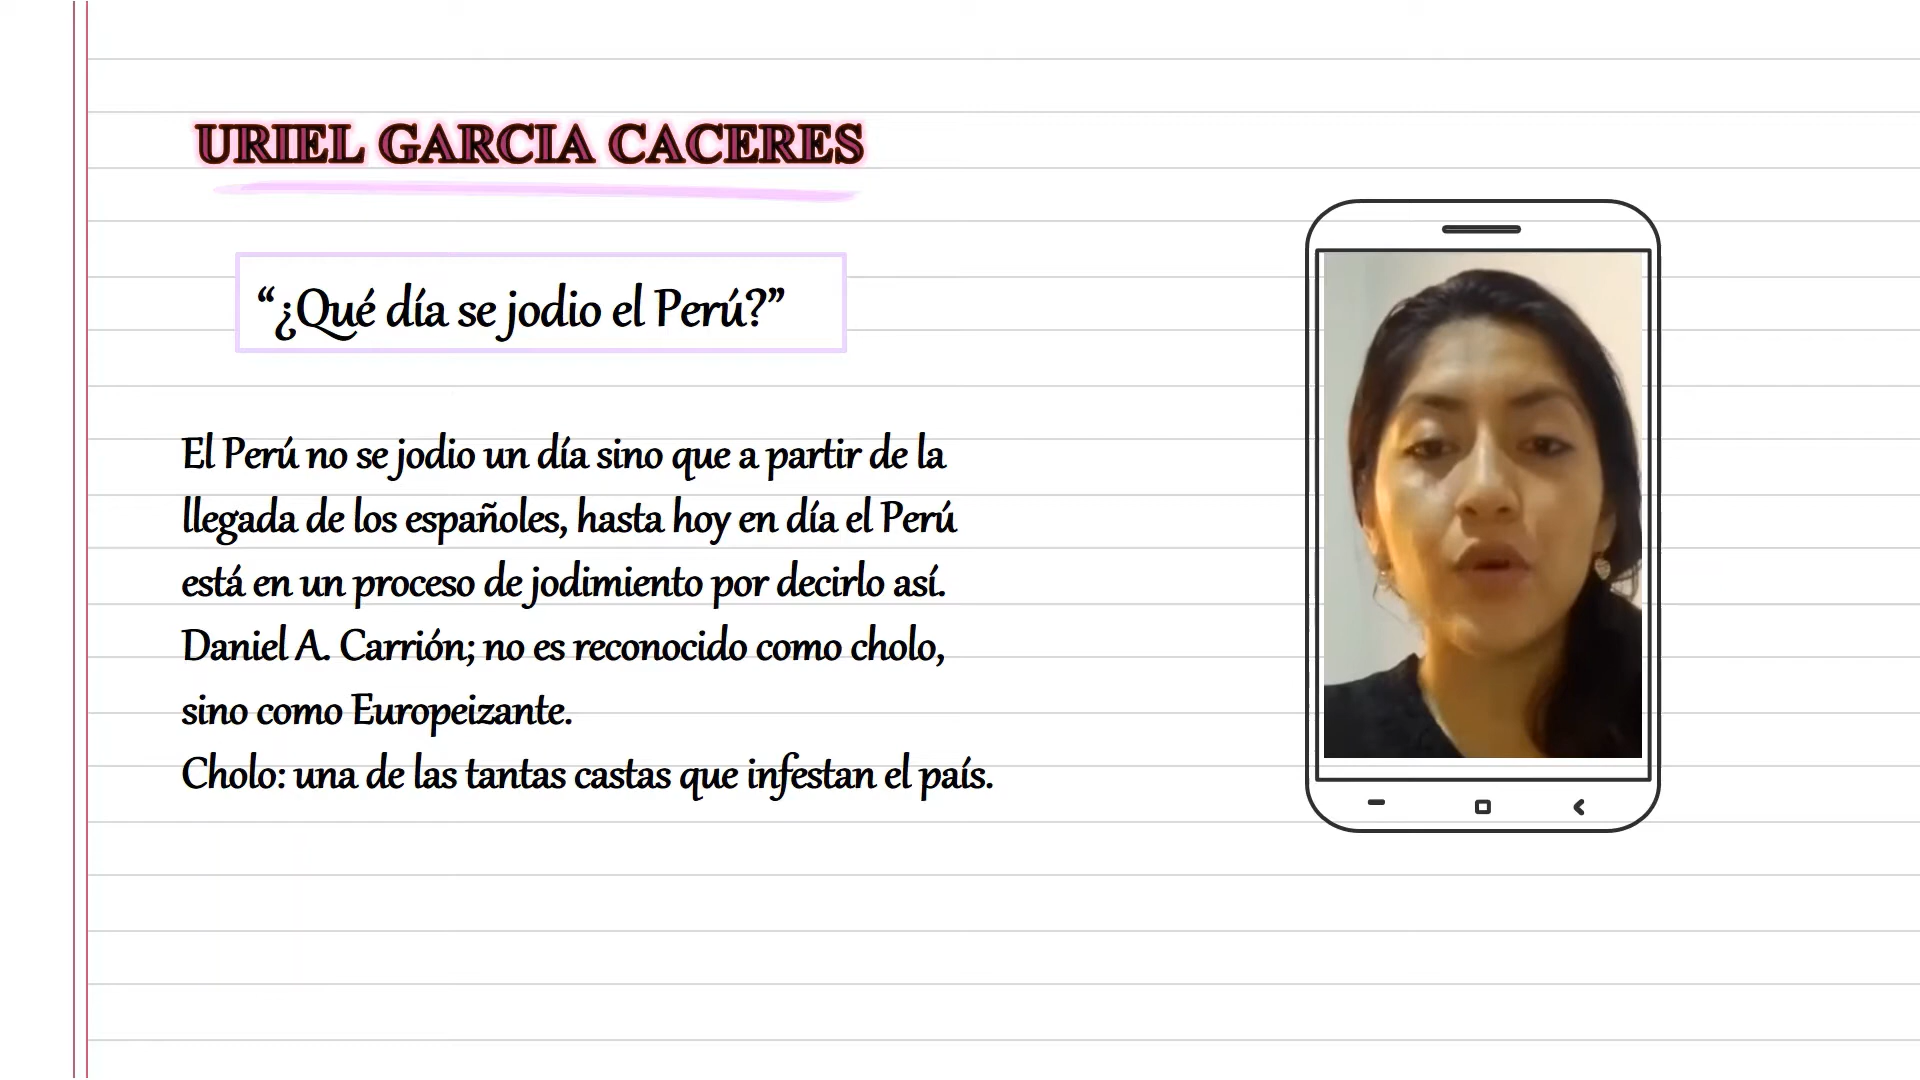 URIEL GARCIA CACERES
“¿Qué día se jodio el Perú?”
El Perú no se jodio un día sino que a partir de la
llegada de los españoles, hasta hoy en día el Perú
está en un proceso de jodimiento por decirlo así.
Daniel A. Carrión; no es reconocido como cholo,
sino como Europeizante.
Cholo: una de las tantas castas que infestan el país.